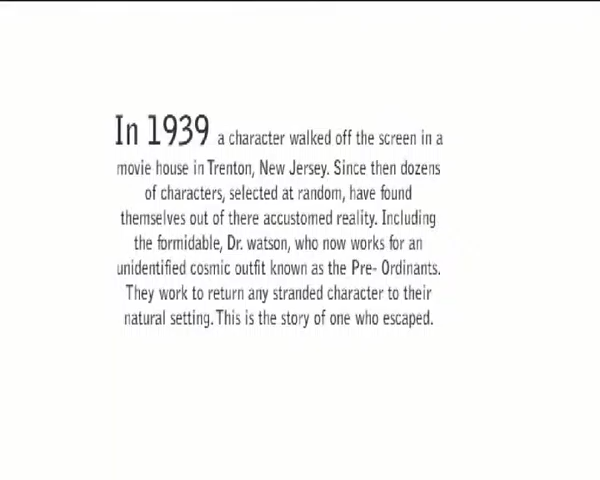 In 1939 a character walked off the screen in a
movie house in Trenton, New Jersey. Since then dozens
of characters, selected at random, have found
themselves out of there accustomed reality. Including
the formidable, Dr. watson, who now works for an
unidentified cosmic outfit known as the Pre- Ordinants.
They work to return any stranded character to their
natural setting. This is the story of one who escaped.